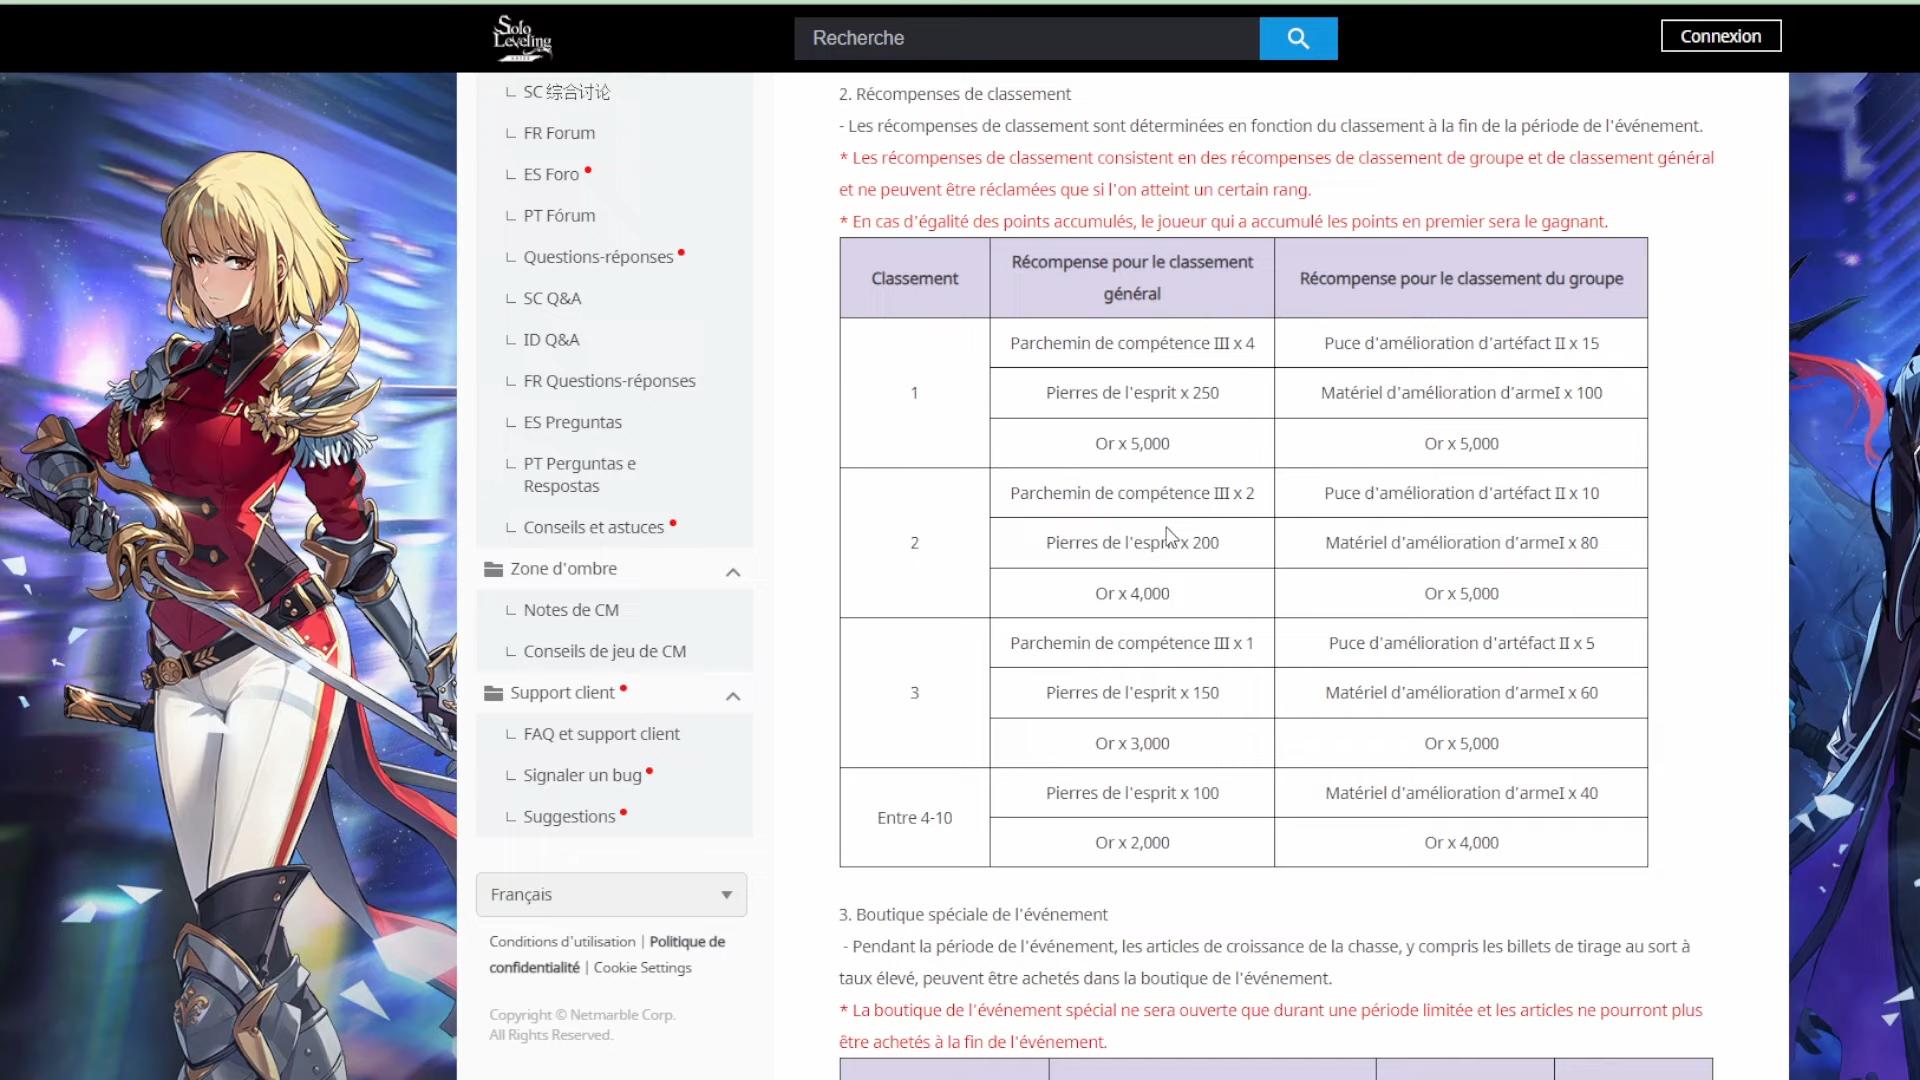 Solo
Leveling
Recherche
Connexion
SC 综合讨论
FR Forum
ES Foro
PT Fórum
Questions-réponses
SC Q&A
ID Q&A
FR Questions-réponses
ES Preguntas
PT Perguntas e
Respostas
Conseils et astuces
Zone d'ombre
Notes de CM
Conseils de jeu de CM
Support client
FAQ et support client
Signaler un bug
Suggestions
Français
Conditions d'utilisation | Politique de
confidentialité | Cookie Settings
Copyright © Netmarble Corp.
All Rights Reserved.
2. Récompenses de classement
- Les récompenses de classement sont déterminées en fonction du classement à la fin de la période de l'événement.
* Les récompenses de classement consistent en des récompenses de classement de groupe et de classement général
et ne peuvent être réclamées que si l'on atteint un certain rang.
* En cas d'égalité des points accumulés, le joueur qui a accumulé les points en premier sera le gagnant.
Classement
Récompense pour le classement
général
Récompense pour le classement du groupe
1
Parchemin de compétence III x 4
Puce d'amélioration d'artéfact II x 15
Pierres de l'esprit x 250
Matériel d'amélioration d'armeI x 100
Or x 5,000
Or x 5,000
2
Parchemin de compétence III x 2
Puce d'amélioration d'artéfact II x 10
Pierres de l'esprit x 200
Matériel d'amélioration d'armeI x 80
Or x 4,000
Or x 5,000
3
Parchemin de compétence III x 1
Puce d'amélioration d'artéfact II x 5
Pierres de l'esprit x 150
Matériel d'amélioration d'armeI x 60
Or x 3,000
Or x 5,000
Entre 4-10
Pierres de l'esprit x 100
Matériel d'amélioration d'armeI x 40
Or x 2,000
Or x 4,000
3. Boutique spéciale de l'événement
- Pendant la période de l'événement, les articles de croissance de la chasse, y compris les billets de tirage au sort à
taux élevé, peuvent être achetés dans la boutique de l'événement.
* La boutique de l'événement spécial ne sera ouverte que durant une période limitée et les articles ne pourront plus
être achetés à la fin de l'événement.